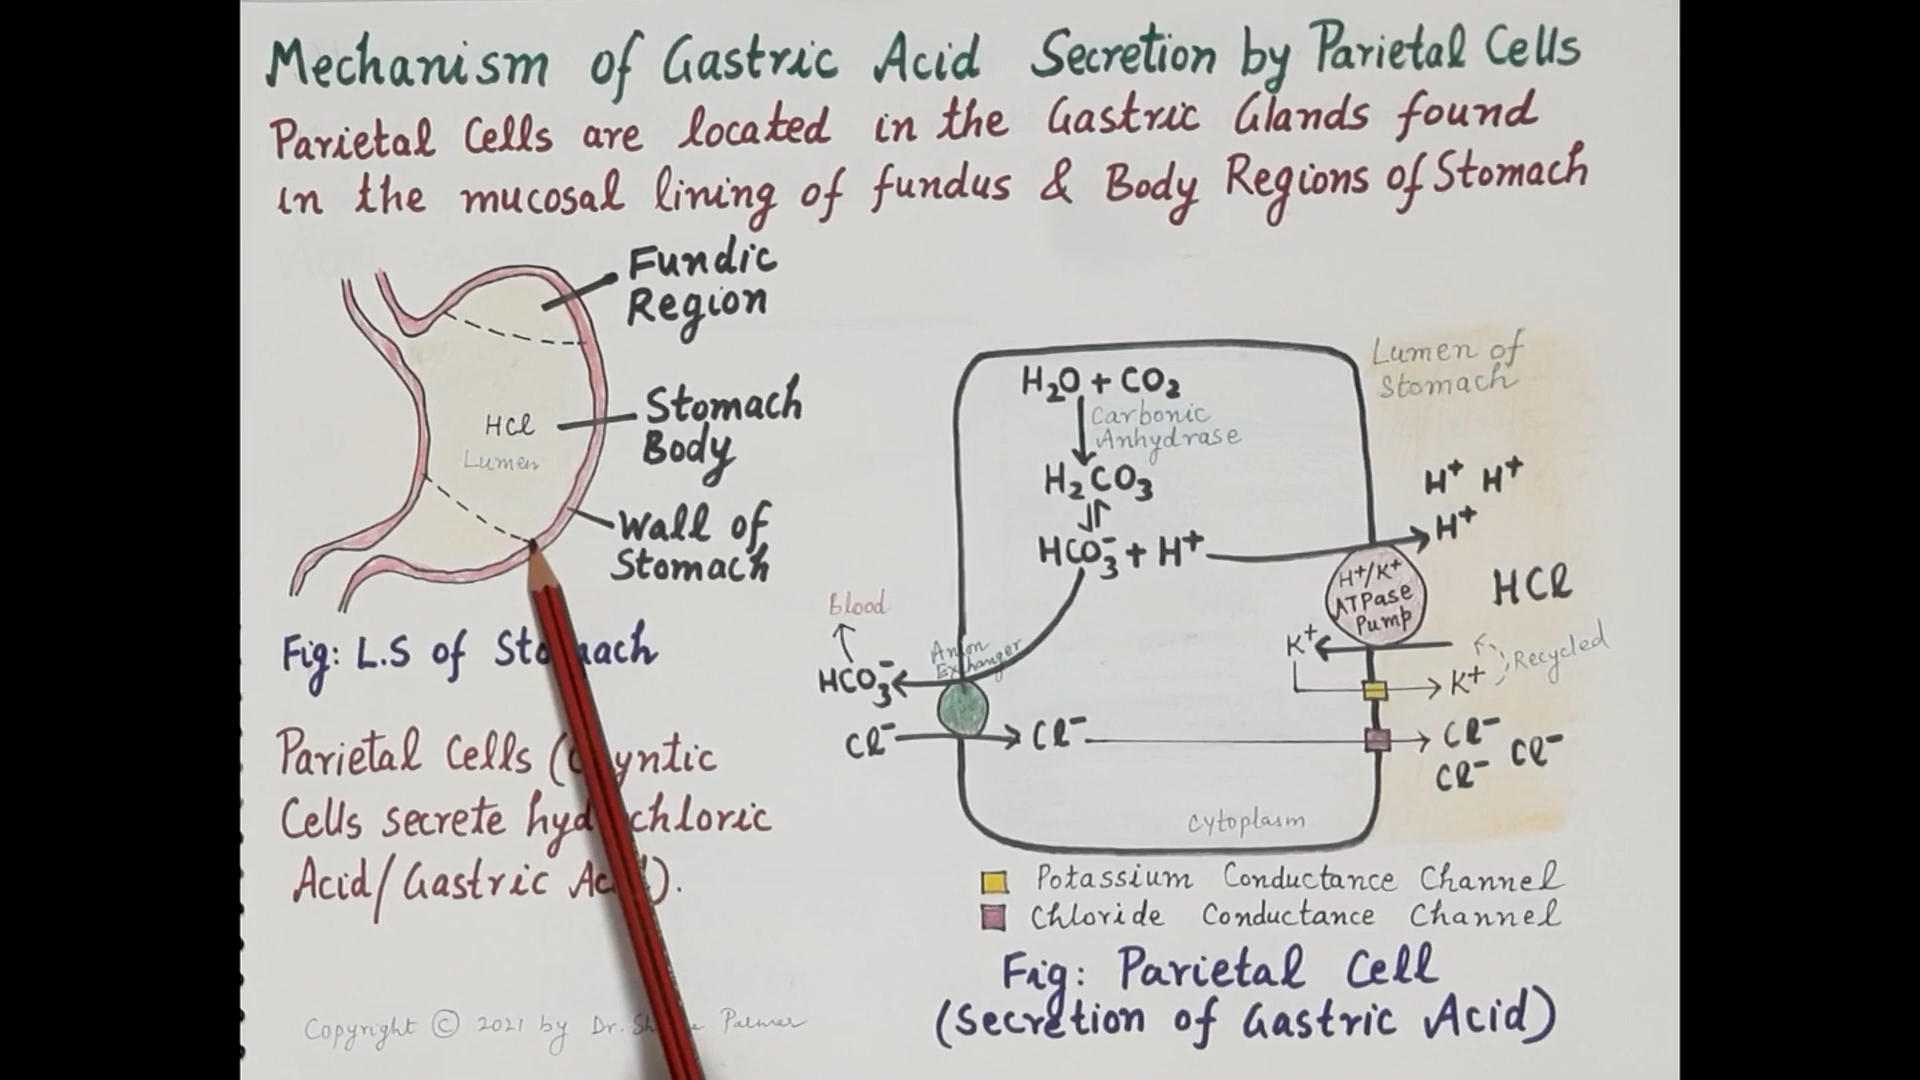 Mechanism of Gastric Acid Secretion by Parietal Cells
Parietal Cells are located in the Gastric Glands found
in the mucosal lining of fundus & Body Regions of Stomach
Fundic
Region
HCl
Lumen
Stomach
Body
Wall of
Stomach
Fig: L.S of
Parietal Cells
Cells secrete
Acid/Gastric
Copyright © 2021 by Dr. Parmar
Lumen of
Stomach
H2O + CO2
Carbonic
Anhydrase
H2CO3
HCO3- + H+
H+ H+
H+
H+/K+
ATPase
Pump
HCl
Blood
Anion
Exchanger
HCO3-
K+
K+
Recycled
Cl-
Cl-
Cl-
Cl-
Cl-
Cytoplasm
Potassium Conductance Channel
Chloride Conductance Channel
Fig: Parietal Cell
(Secretion of Gastric Acid)